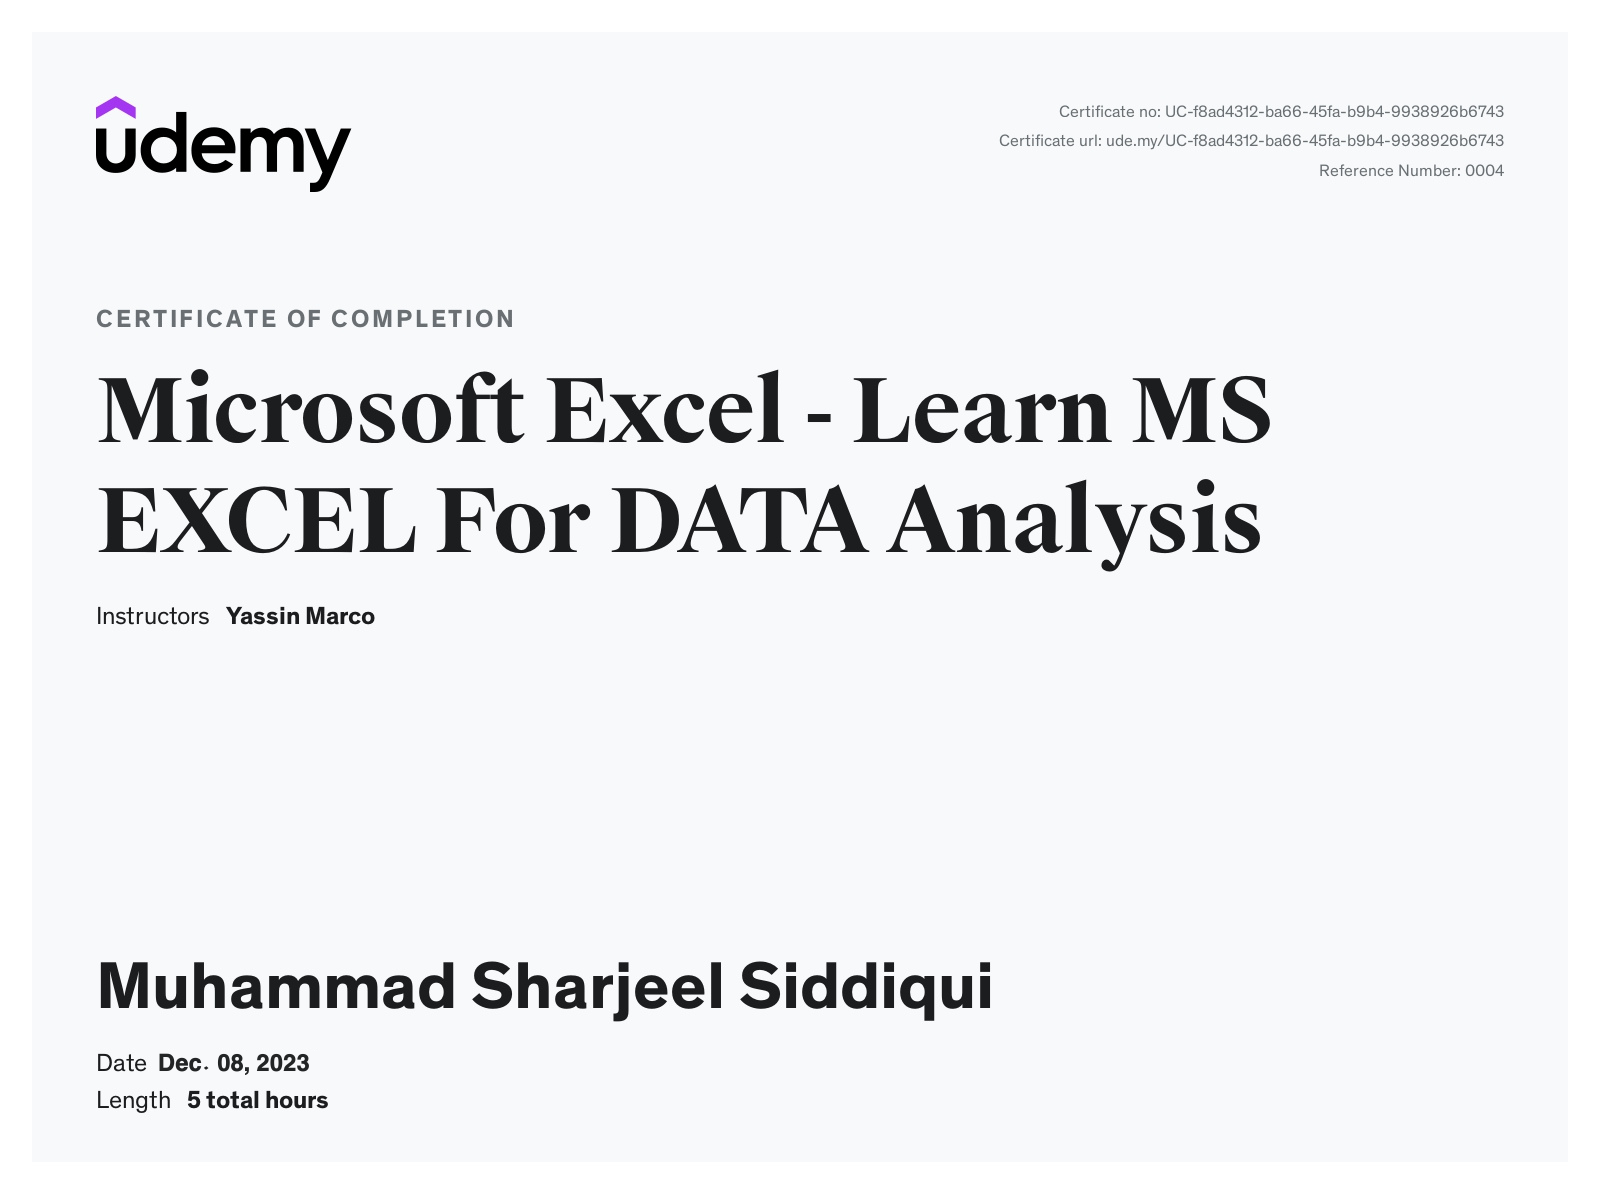 udemy
Certificate no: UC-f8ad4312-ba66-45fa-b9b4-9938926b6743
Certificate url: ude.my/UC-f8ad4312-ba66-45fa-b9b4-9938926b6743
Reference Number: 0004
CERTIFICATE OF COMPLETION
Microsoft Excel - Learn MS
EXCEL For DATA Analysis
Instructors Yassin Marco
Muhammad Sharjeel Siddiqui
Date Dec. 08, 2023
Length 5 total hours